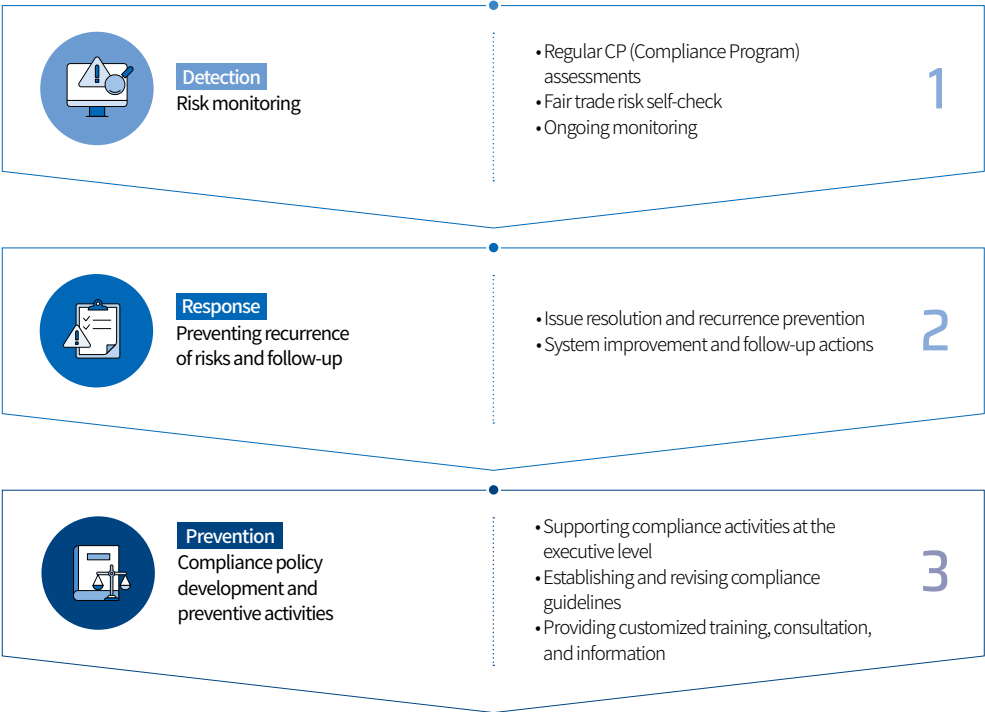 Detection
Risk monitoring
• Regular CP (Compliance Program)
assessments
• Fair trade risk self-check
• Ongoing monitoring
1
Response
Preventing recurrence
of risks and follow-up
• Issue resolution and recurrence prevention
• System improvement and follow-up actions
2
Prevention
Compliance policy
development and
preventive activities
• Supporting compliance activities at the
executive level
• Establishing and revising compliance
guidelines
• Providing customized training, consultation,
and information
3